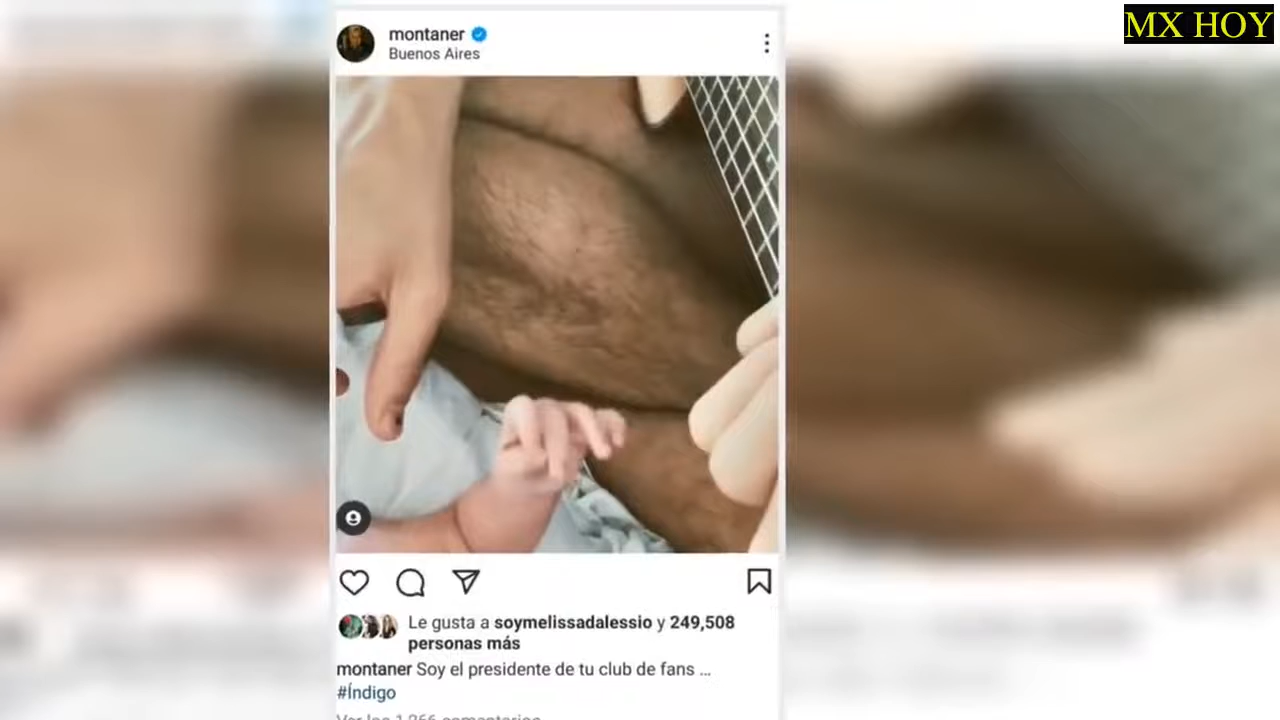 MX HOY
montaner
Buenos Aires
Le gusta a soymelissadalessio y 249,508
personas más
montaner Soy el presidente de tu club de fans ...
#Índigo